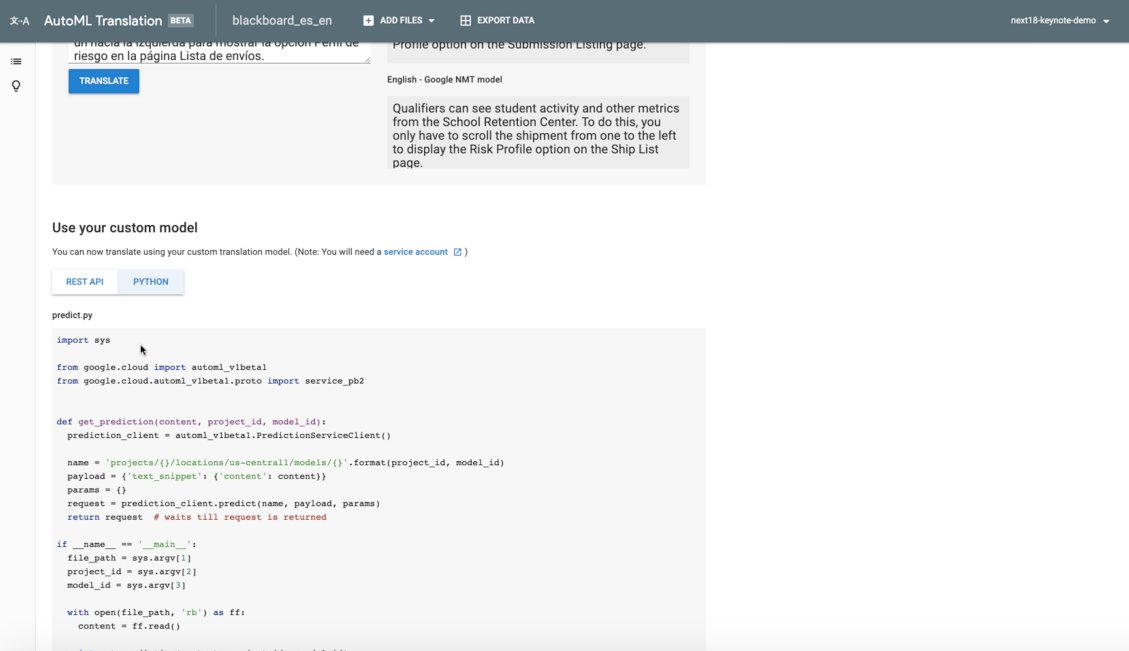 AutoML Translation BETA
blackboard_es_en
ADD FILES
EXPORT DATA
next18-keynote-demo
un hacia la izquierda para mostrar la opción Perfil de
riesgo en la página Lista de envíos.
TRANSLATE
Profile option on the Submission Listing page.
English - Google NMT model
Qualifiers can see student activity and other metrics
from the School Retention Center. To do this, you
only have to scroll the shipment from one to the left
to display the Risk Profile option on the Ship List
page.
Use your custom model
You can now translate using your custom translation model. (Note: You will need a service account )
REST API
PYTHON
predict.py
import sys
from google.cloud import automl_v1beta1
from google.cloud.automl_v1beta1.proto import service_pb2
def get_prediction(content, project_id, model_id):
prediction_client = automl_v1beta1.PredictionServiceClient()
name = 'projects/{}/locations/us-central1/models/{}'.format(project_id, model_id)
payload = {'text_snippet': {'content': content}}
params = {}
request = prediction_client.predict(name, payload, params)
return request # waits till request is returned
if __name__ == '__main__':
file_path = sys.argv[1]
project_id = sys.argv[2]
model_id = sys.argv[3]
with open(file_path, 'rb') as ff:
content = ff.read()